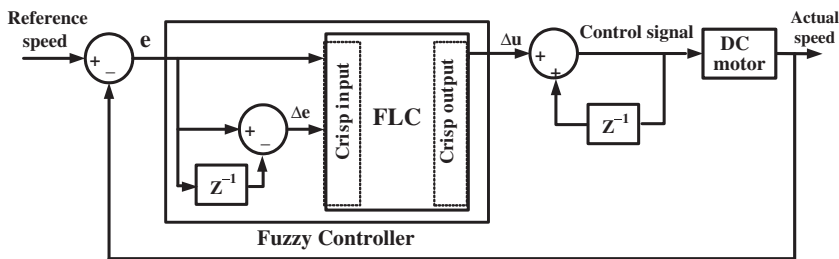 Reference
speed
+
−
e
+
−
Δe
Z⁻¹
Crisp input
FLC
Crisp output
Fuzzy Controller
Δu
+
+
Control signal
Z⁻¹
DC
motor
Actual
speed